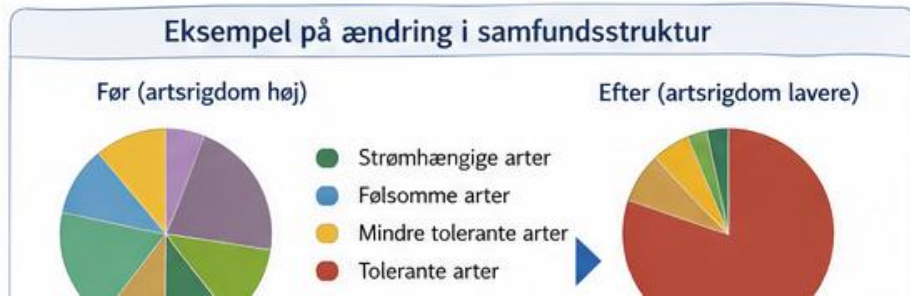 Eksempel på ændring i samfundsstruktur
Før (artsrigdom høj)
Efter (artsrigdom lavere)
Strømhængige arter
Følsomme arter
Mindre tolerante arter
Tolerante arter